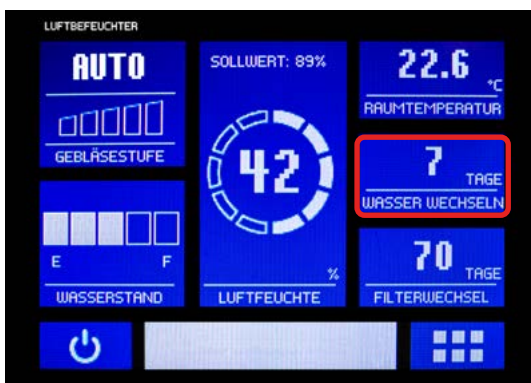 LUFTBEFEUCHTER
AUTO
GEBLÄSESTUFE
E F
WASSERSTAND
SOLLWERT: 89%
42
%
LUFTFEUCHTE
22.6 °C
RAUMTEMPERATUR
7 TAGE
WASSER WECHSELN
70 TAGE
FILTERWECHSEL